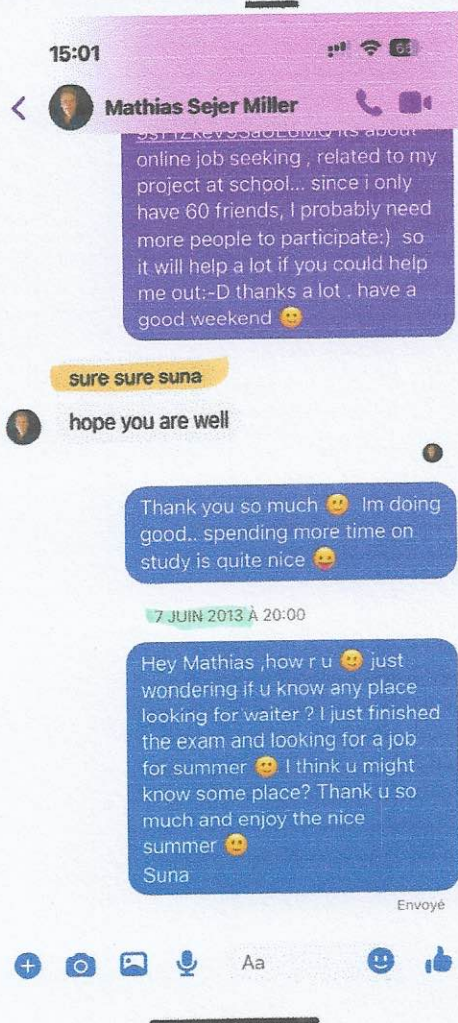 15:01
Mathias Sejer Miller
its about
online job seeking , related to my
project at school... since i only
have 60 friends, I probably need
more people to participate:) so
it will help a lot if you could help
me out:-D thanks a lot . have a
good weekend 🙂
sure sure suna
hope you are well
Thank you so much 🙂 Im doing
good.. spending more time on
study is quite nice 😛
7 JUIN 2013 À 20:00
Hey Mathias ,how r u 🙂 just
wondering if u know any place
looking for waiter ? I just finished
the exam and looking for a job
for summer 🙂 I think u might
know some place? Thank u so
much and enjoy the nice
summer 🙂
Suna
Envoyé
Aa